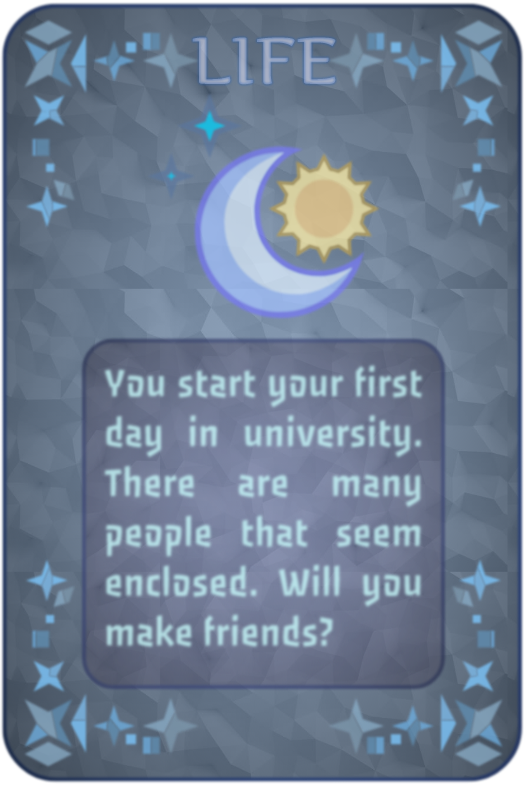 LIFE
You start your first
day in university.
There are many
people that seem
enclosed. Will you
make friends?